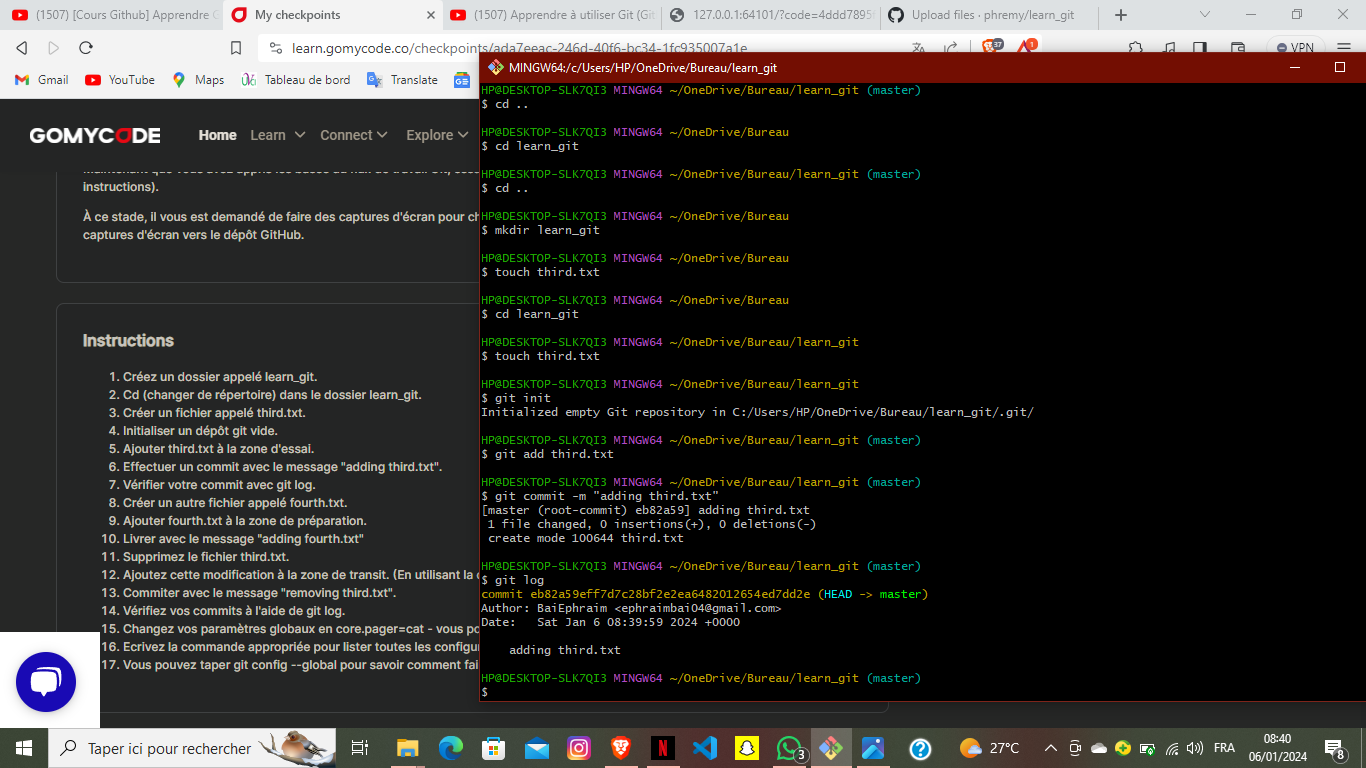 (1507) [Cours Github] Apprendre G
My checkpoints
(1507) Apprendre à utiliser Git (Git
127.0.0.1:64101/?code=4ddd7895
Upload files · phremy/learn_git
learn.gomycode.co/checkpoints/ada7eeac-246d-40f6-bc34-1fc935007a1e
37
1
VPN
Gmail
YouTube
Maps
Tableau de bord
Translate
MINGW64:/c/Users/HP/OneDrive/Bureau/learn_git
GOMYCODE
Home
Learn
Connect
Explore
instructions).
À ce stade, il vous est demandé de faire des captures d'écran pour ch
captures d'écran vers le dépôt GitHub.
Instructions
1. Créez un dossier appelé learn_git.
2. Cd (changer de répertoire) dans le dossier learn_git.
3. Créer un fichier appelé third.txt.
4. Initialiser un dépôt git vide.
5. Ajouter third.txt à la zone d'essai.
6. Effectuer un commit avec le message "adding third.txt".
7. Vérifier votre commit avec git log.
8. Créer un autre fichier appelé fourth.txt.
9. Ajouter fourth.txt à la zone de préparation.
10. Livrer avec le message "adding fourth.txt"
11. Supprimez le fichier third.txt.
12. Ajoutez cette modification à la zone de transit. (En utilisant la
13. Commiter avec le message "removing third.txt".
14. Vérifiez vos commits à l'aide de git log.
15. Changez vos paramètres globaux en core.pager=cat - vous po
16. Ecrivez la commande appropriée pour lister toutes les configur
17. Vous pouvez taper git config --global pour savoir comment fai
HP@DESKTOP-SLK7QI3 MINGW64 ~/OneDrive/Bureau/learn_git (master)
$ cd ..
HP@DESKTOP-SLK7QI3 MINGW64 ~/OneDrive/Bureau
$ cd learn_git
HP@DESKTOP-SLK7QI3 MINGW64 ~/OneDrive/Bureau/learn_git (master)
$ cd ..
HP@DESKTOP-SLK7QI3 MINGW64 ~/OneDrive/Bureau
$ mkdir learn_git
HP@DESKTOP-SLK7QI3 MINGW64 ~/OneDrive/Bureau
$ touch third.txt
HP@DESKTOP-SLK7QI3 MINGW64 ~/OneDrive/Bureau
$ cd learn_git
HP@DESKTOP-SLK7QI3 MINGW64 ~/OneDrive/Bureau/learn_git
$ touch third.txt
HP@DESKTOP-SLK7QI3 MINGW64 ~/OneDrive/Bureau/learn_git
$ git init
Initialized empty Git repository in C:/Users/HP/OneDrive/Bureau/learn_git/.git/
HP@DESKTOP-SLK7QI3 MINGW64 ~/OneDrive/Bureau/learn_git (master)
$ git add third.txt
HP@DESKTOP-SLK7QI3 MINGW64 ~/OneDrive/Bureau/learn_git (master)
$ git commit -m "adding third.txt"
[master (root-commit) eb82a59] adding third.txt
1 file changed, 0 insertions(+), 0 deletions(-)
create mode 100644 third.txt
HP@DESKTOP-SLK7QI3 MINGW64 ~/OneDrive/Bureau/learn_git (master)
$ git log
commit eb82a59eff7d7c28bf2e2ea6482012654ed7dd2e (HEAD -> master)
Author: BaiEphraim <ephraimbai04@gmail.com>
Date:   Sat Jan 6 08:39:59 2024 +0000
adding third.txt
HP@DESKTOP-SLK7QI3 MINGW64 ~/OneDrive/Bureau/learn_git (master)
$
Taper ici pour rechercher
3
27°C
FRA
08:40
06/01/2024
8